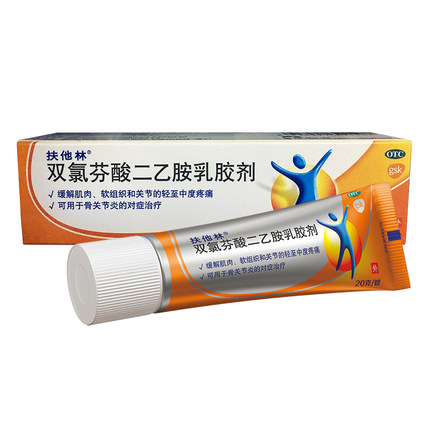 扶他林®
双氯芬酸二乙胺乳胶剂
√ 缓解肌肉、软组织和关节的轻至中度疼痛
√ 可用于骨关节炎的对症治疗
OTC
gsk
扶他林®
双氯芬酸二乙胺乳胶剂
√ 缓解肌肉、软组织和关节的轻至中度疼痛
√ 可用于骨关节炎的对症治疗
OTC
gsk
外
20克/支